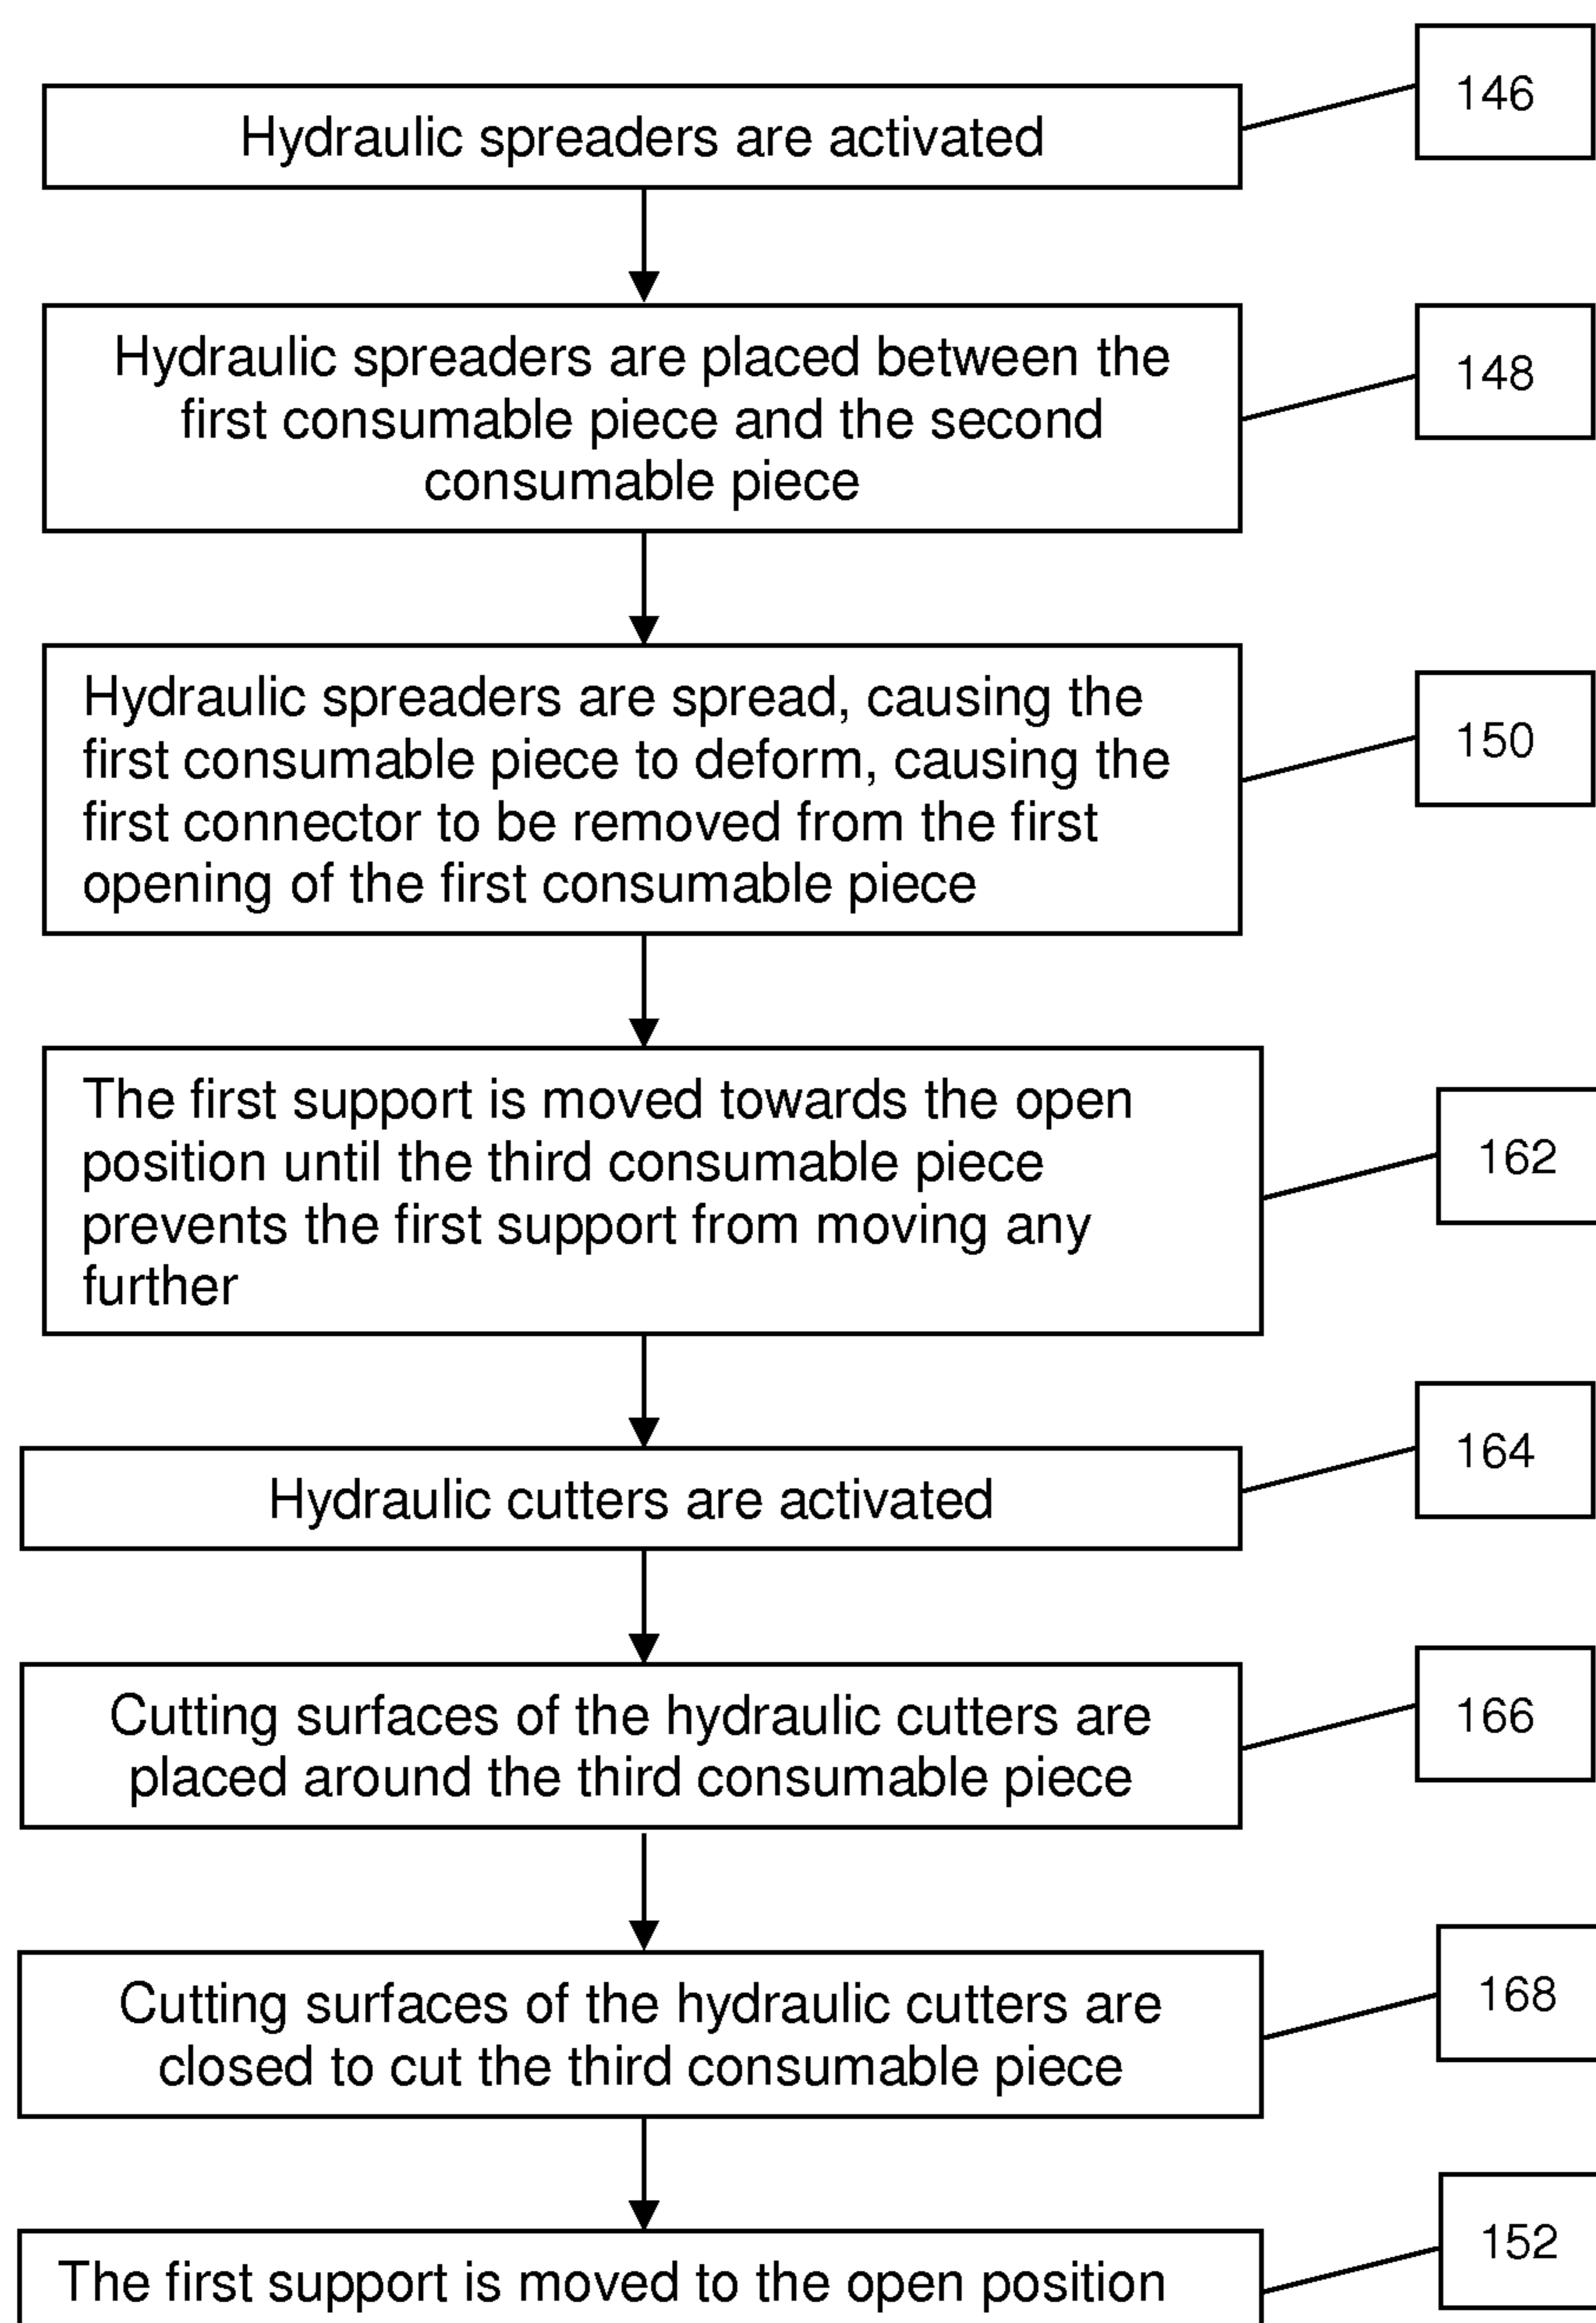 146
Hydraulic spreaders are activated
148
Hydraulic spreaders are placed between the
first consumable piece and the second
consumable piece
150
Hydraulic spreaders are spread, causing the
first consumable piece to deform, causing the
first connector to be removed from the first
opening of the first consumable piece
162
The first support is moved towards the open
position until the third consumable piece
prevents the first support from moving any
further
164
Hydraulic cutters are activated
166
Cutting surfaces of the hydraulic cutters are
placed around the third consumable piece
168
Cutting surfaces of the hydraulic cutters are
closed to cut the third consumable piece
152
The first support is moved to the open position